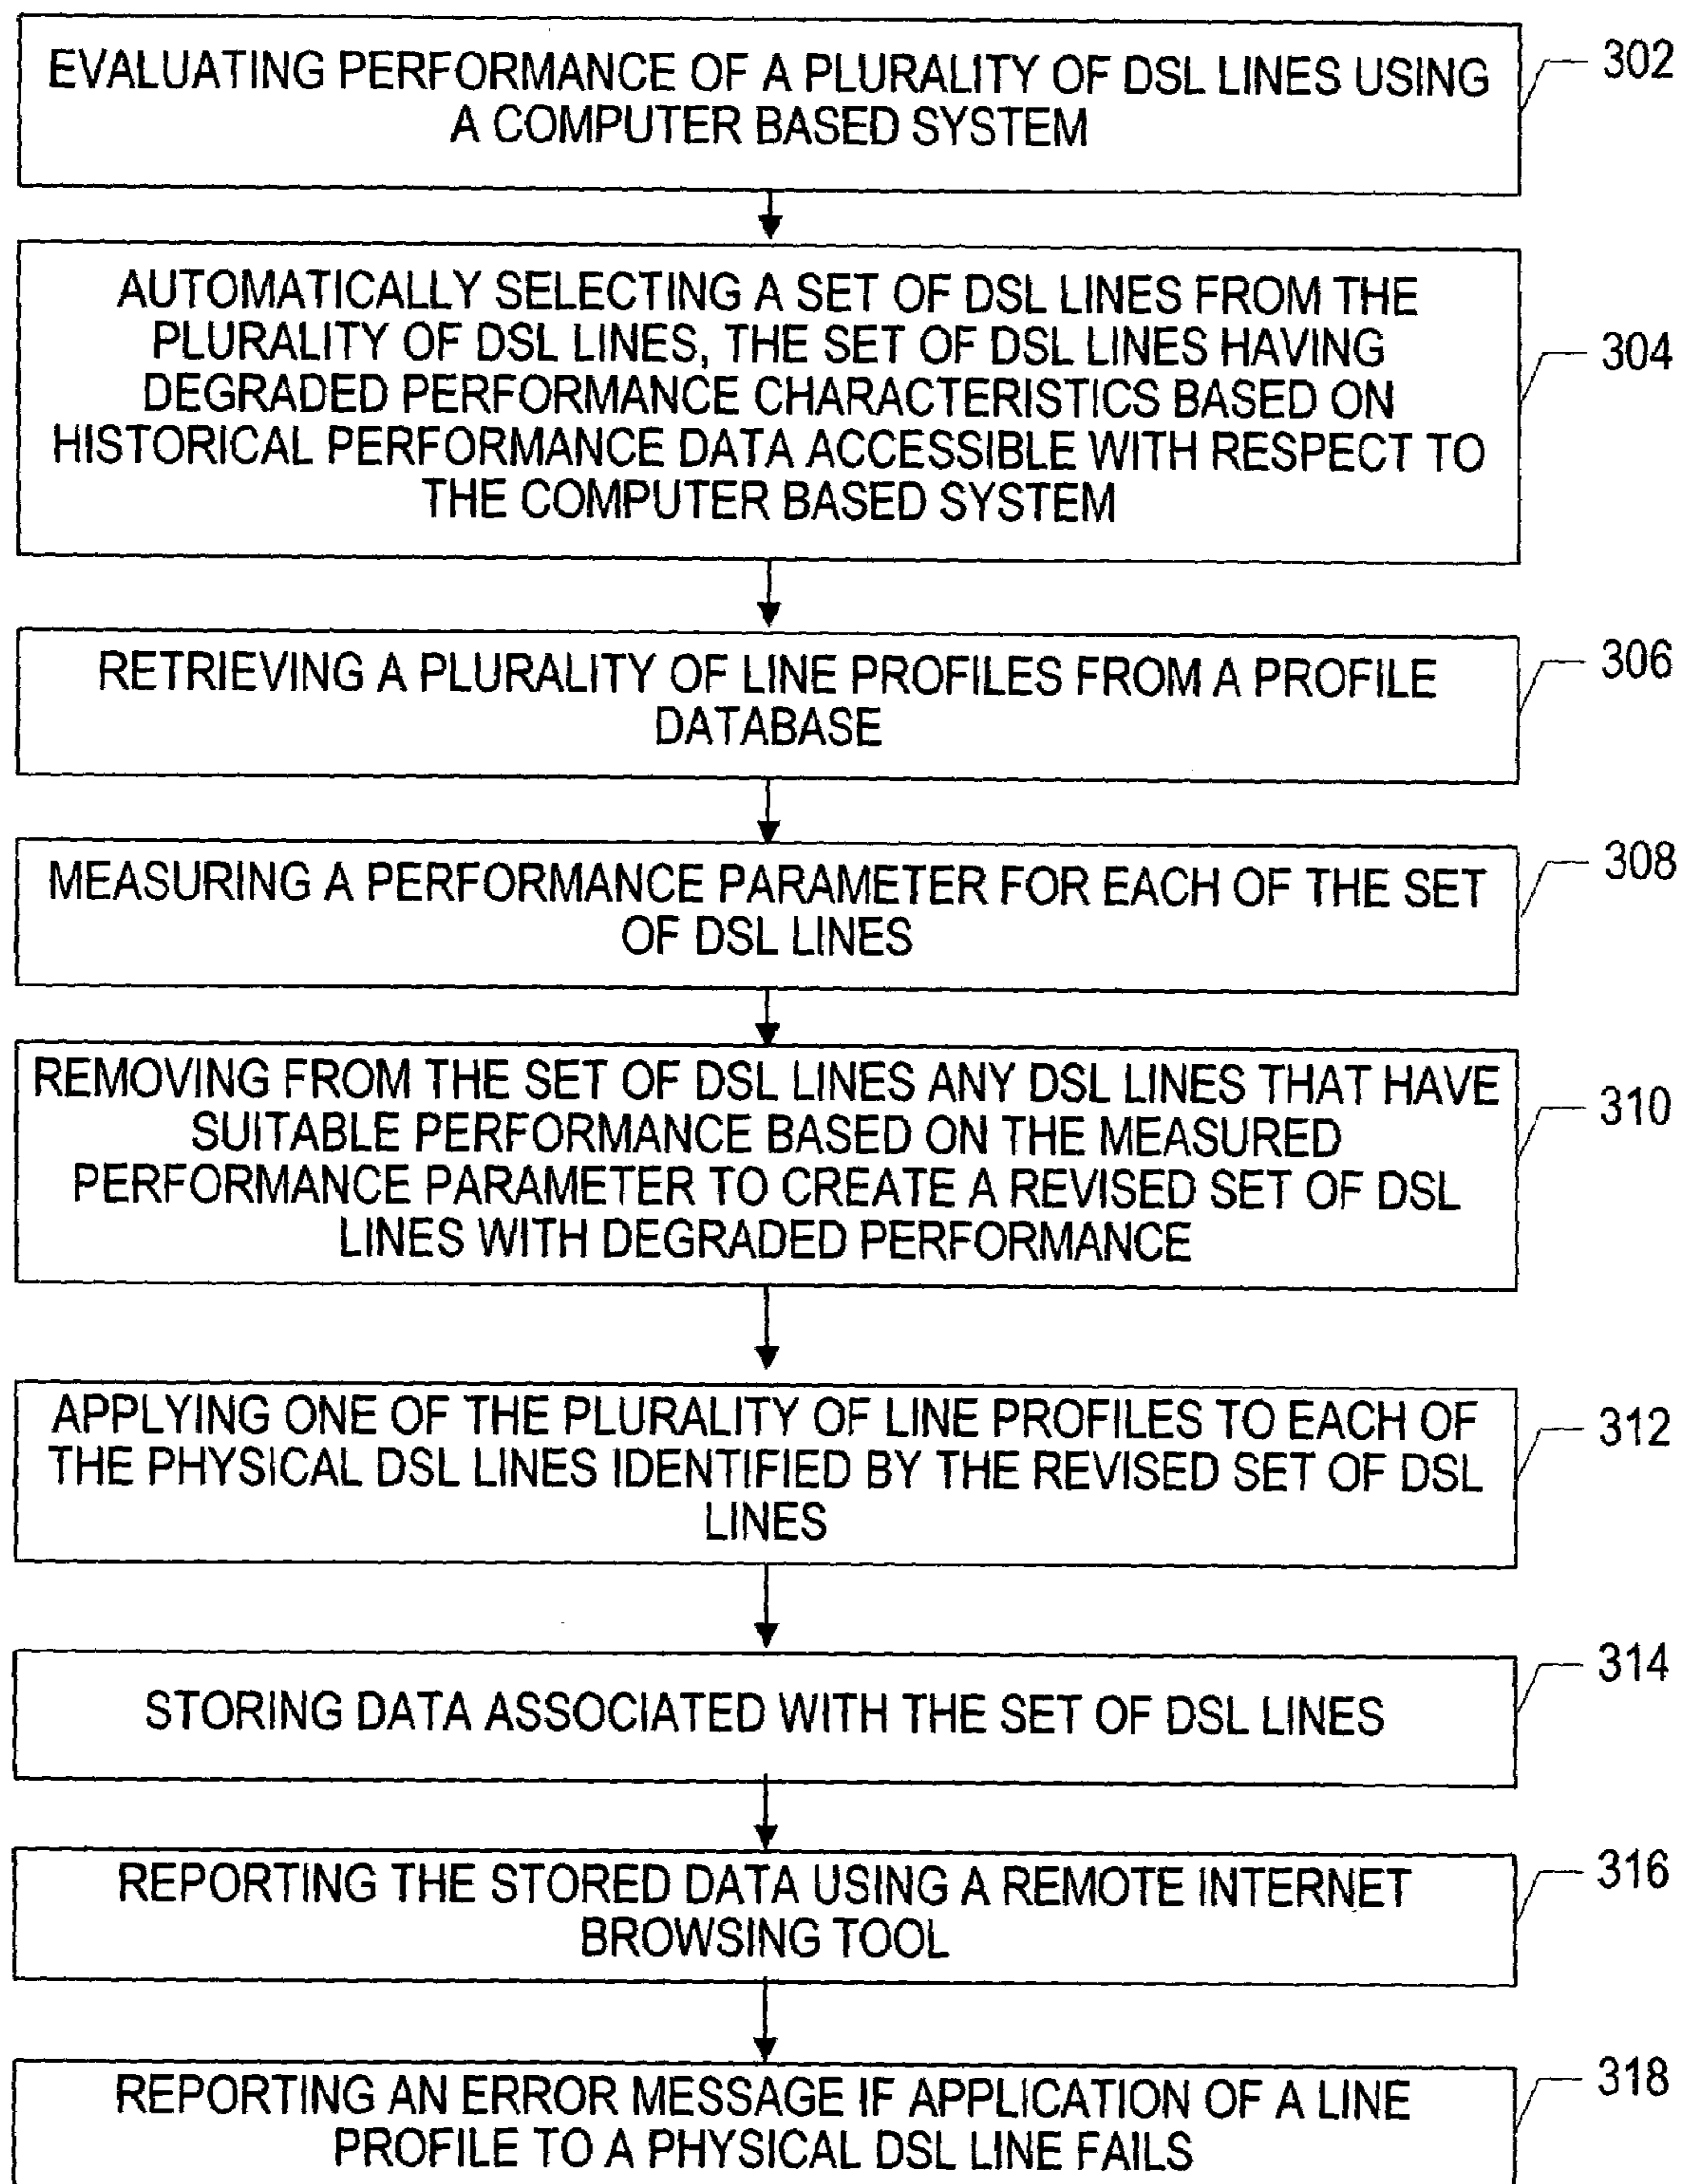 EVALUATING PERFORMANCE OF A PLURALITY OF DSL LINES USING
A COMPUTER BASED SYSTEM
302
AUTOMATICALLY SELECTING A SET OF DSL LINES FROM THE
PLURALITY OF DSL LINES, THE SET OF DSL LINES HAVING
DEGRADED PERFORMANCE CHARACTERISTICS BASED ON
HISTORICAL PERFORMANCE DATA ACCESSIBLE WITH RESPECT TO
THE COMPUTER BASED SYSTEM
304
RETRIEVING A PLURALITY OF LINE PROFILES FROM A PROFILE
DATABASE
306
MEASURING A PERFORMANCE PARAMETER FOR EACH OF THE SET
OF DSL LINES
308
REMOVING FROM THE SET OF DSL LINES ANY DSL LINES THAT HAVE
SUITABLE PERFORMANCE BASED ON THE MEASURED
PERFORMANCE PARAMETER TO CREATE A REVISED SET OF DSL
LINES WITH DEGRADED PERFORMANCE
310
APPLYING ONE OF THE PLURALITY OF LINE PROFILES TO EACH OF
THE PHYSICAL DSL LINES IDENTIFIED BY THE REVISED SET OF DSL
LINES
312
STORING DATA ASSOCIATED WITH THE SET OF DSL LINES
314
REPORTING THE STORED DATA USING A REMOTE INTERNET
BROWSING TOOL
316
REPORTING AN ERROR MESSAGE IF APPLICATION OF A LINE
PROFILE TO A PHYSICAL DSL LINE FAILS
318